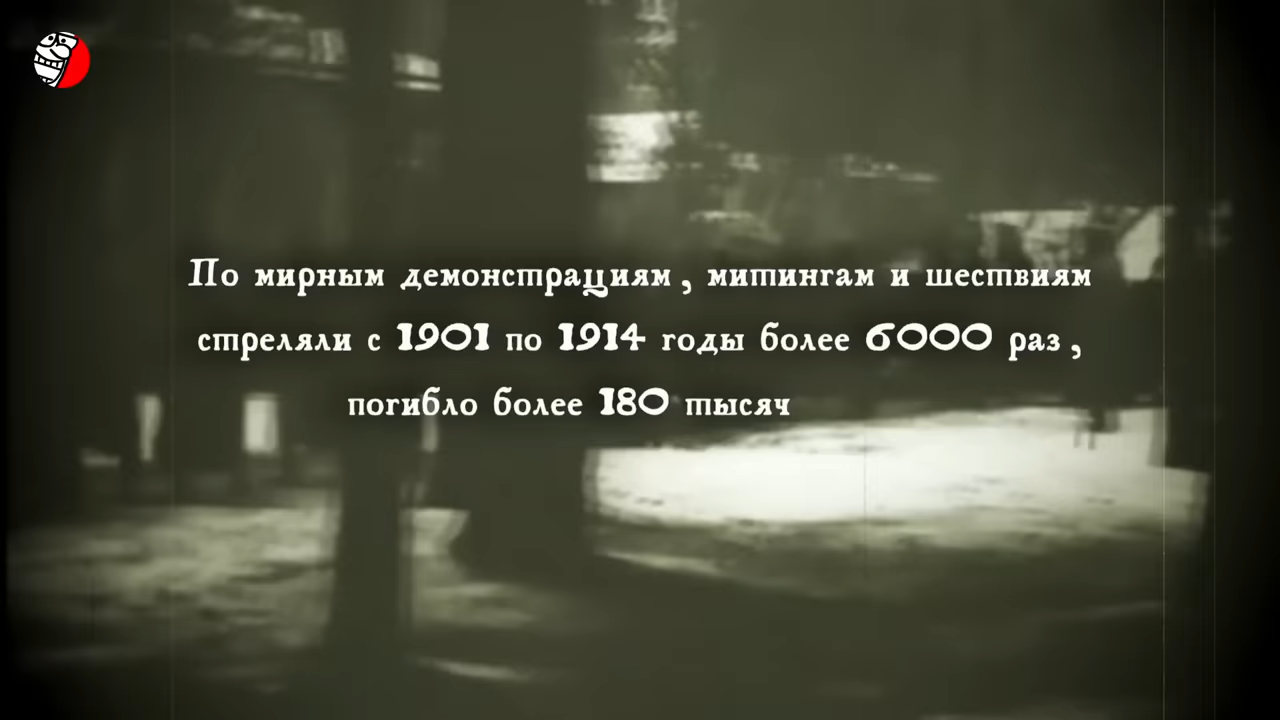 По мирным демонстрациям, митингам и шествиям
стреляли с 1901 по 1914 годы более 6000 раз,
погибло более 180 тысяч